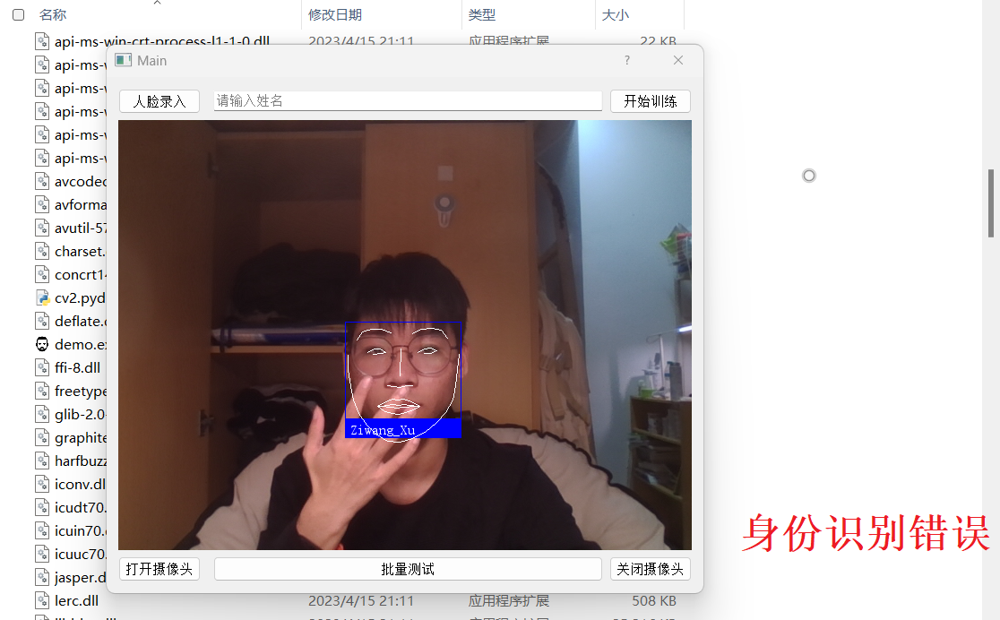 名称 修改日期 类型 大小
api-ms-win-crt-process-l1-1-0.dll 2023/4/15 21:11 应用程序扩展 22 KB
Main ?
api-ms-w
api-ms-w
人脸录入 请输入姓名 开始训练
api-ms-w
api-ms-w
api-ms-w
avcodec
avforma
avutil-57
charset.
concrt14
cv2.pyd
deflate.
demo.ex
ffi-8.dll
freetype
glib-2.0-
Ziwang_Xu
graphite
harfbuzz
iconv.dl
icudt70.
icuin70.
身份识别错误
icuuc70.
打开摄像头 批量测试 关闭摄像头
jasper.d
lerc.dll 2023/4/15 21:11 应用程序扩展 508 KB